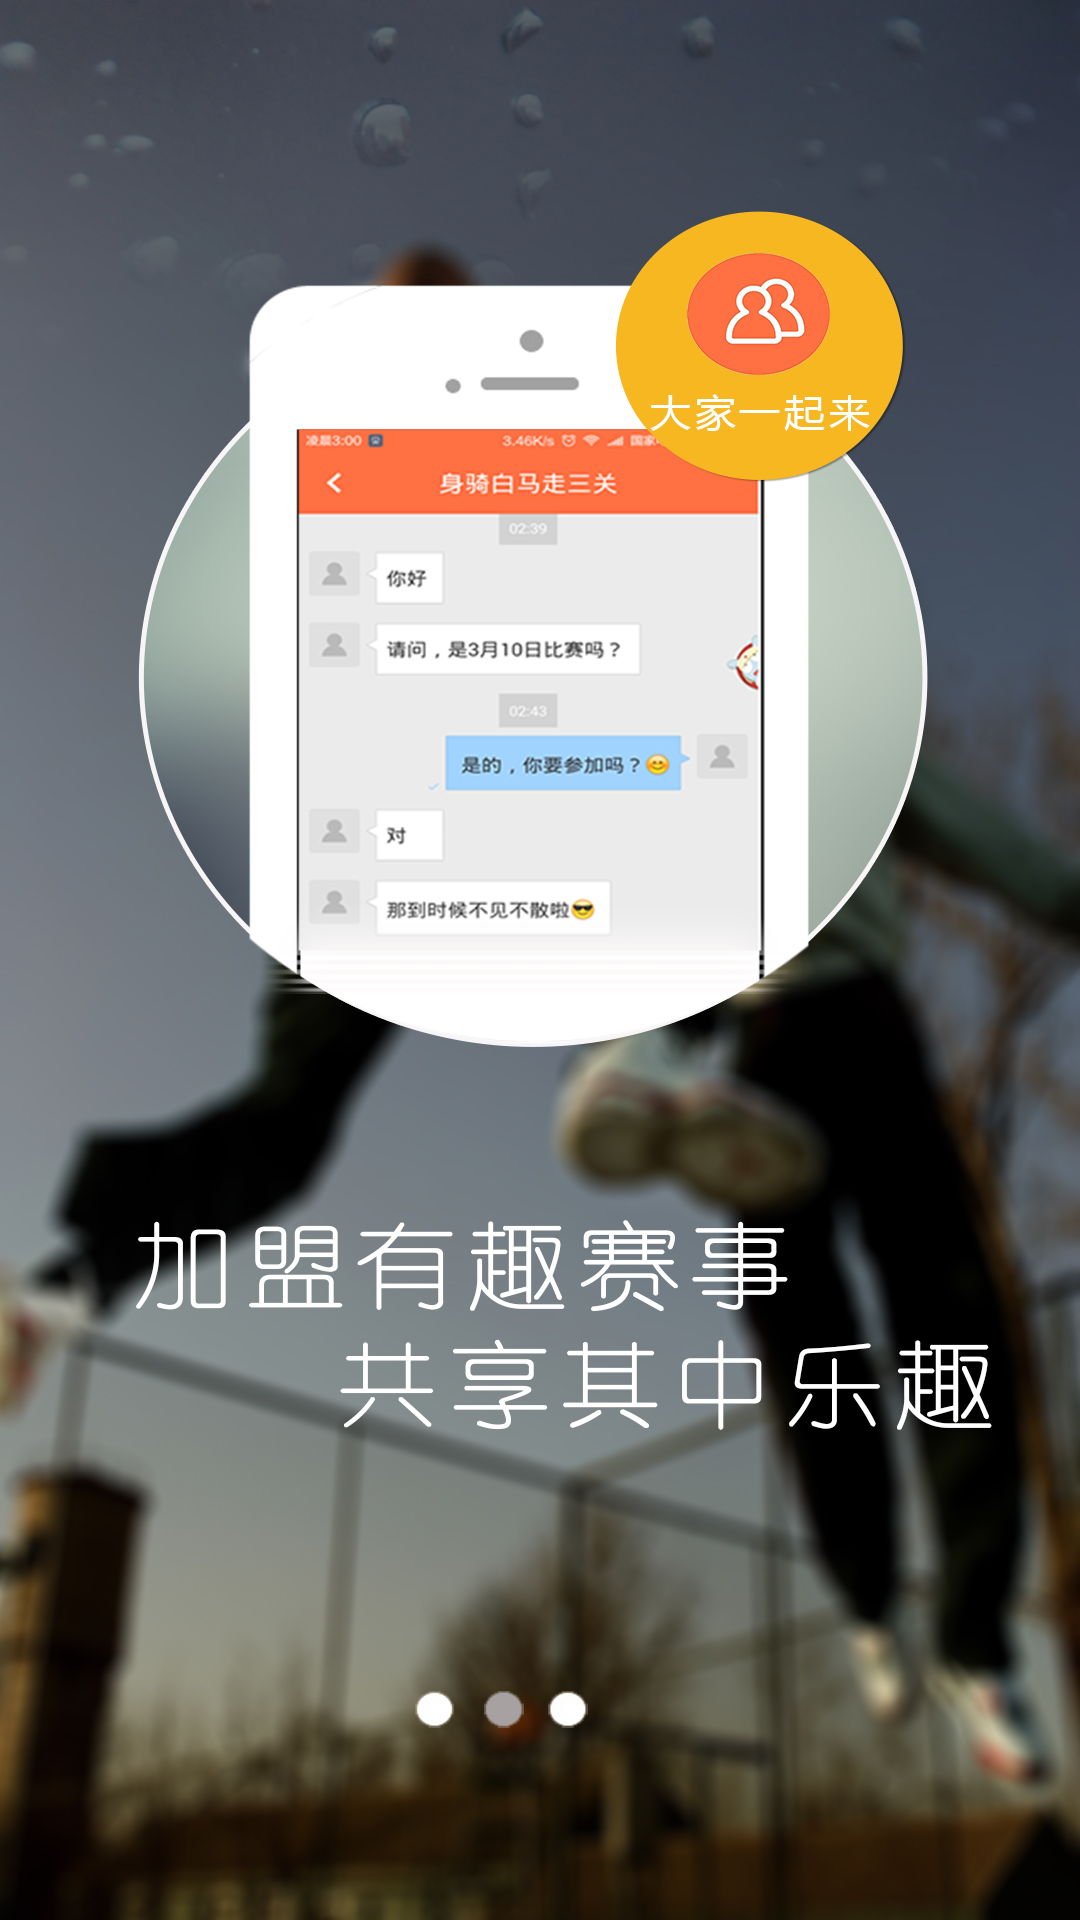 大家一起来
凌晨3:00 3.46K/s 国家
身骑白马走三关
02:39
你好
请问，是3月10日比赛吗？
02:43
是的，你要参加吗？😊
对
那到时候不见不散啦😎
加盟有趣赛事
共享其中乐趣